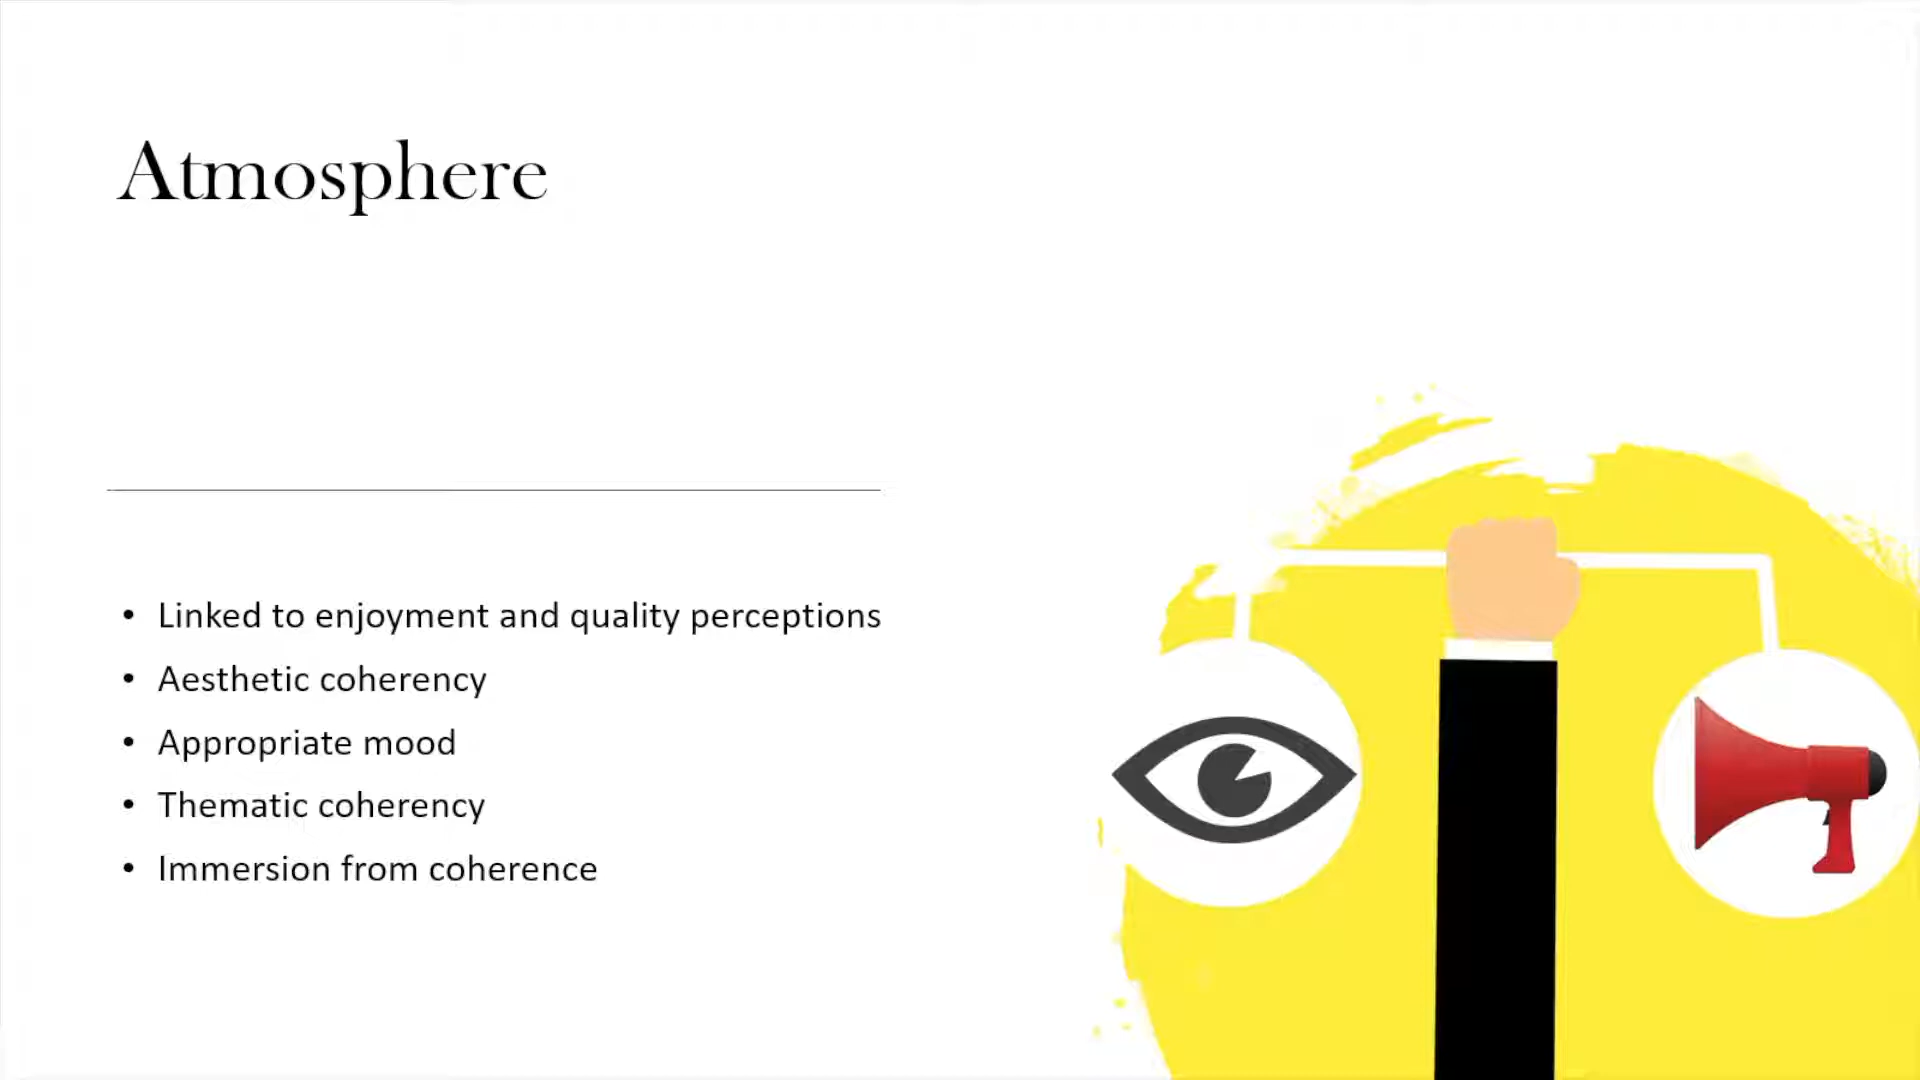 Atmosphere
• Linked to enjoyment and quality perceptions
• Aesthetic coherency
• Appropriate mood
• Thematic coherency
• Immersion from coherence